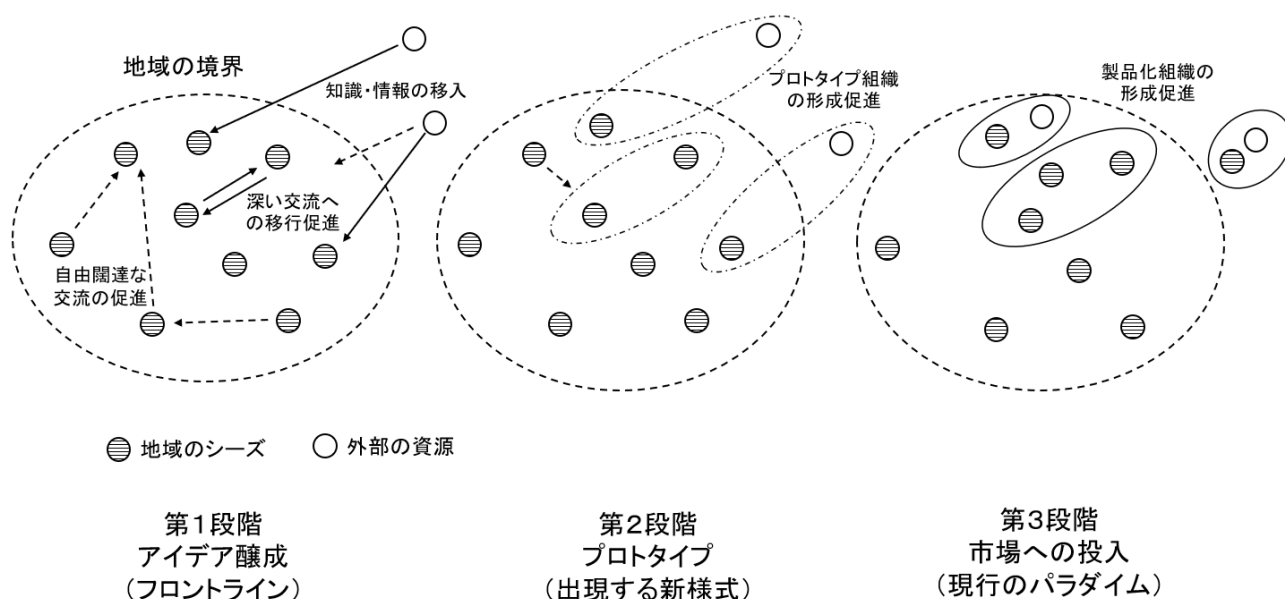 地域の境界
知識・情報の移入
深い交流へ
の移行促進
自由闊達な
交流の促進
プロトタイプ組織
の形成促進
製品化組織の
形成促進
地域のシーズ
外部の資源
第１段階
アイデア醸成
（フロントライン）
第２段階
プロトタイプ
（出現する新様式）
第３段階
市場への投入
（現行のパラダイム）